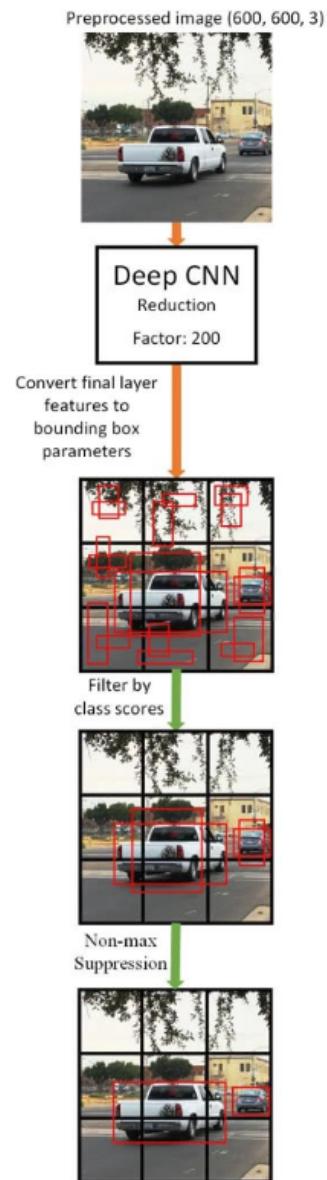 Preprocessed image (600, 600, 3)
Deep CNN
Reduction
Factor: 200
Convert final layer
features to
bounding box
parameters
Filter by
class scores
Non-max
Suppression